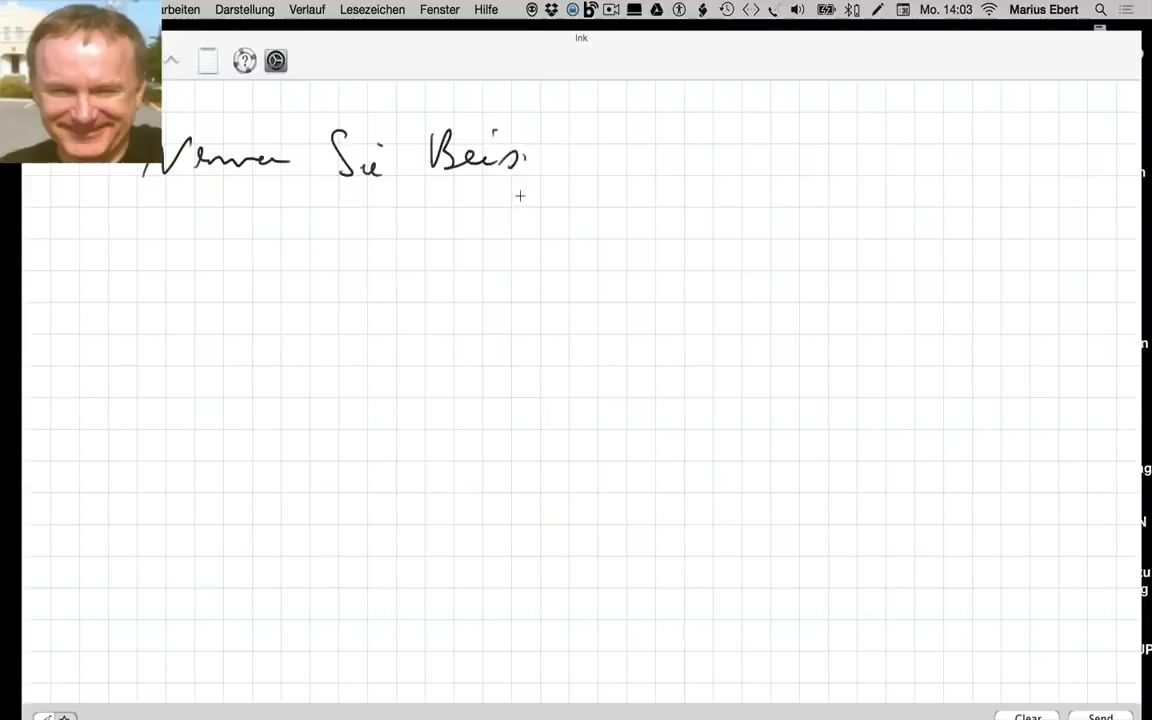 arbeiten Darstellung Verlauf Lesezeichen Fenster Hilfe Mo. 14:03 Marius Ebert
Ink
Nennen Sie Beis
Clear Send